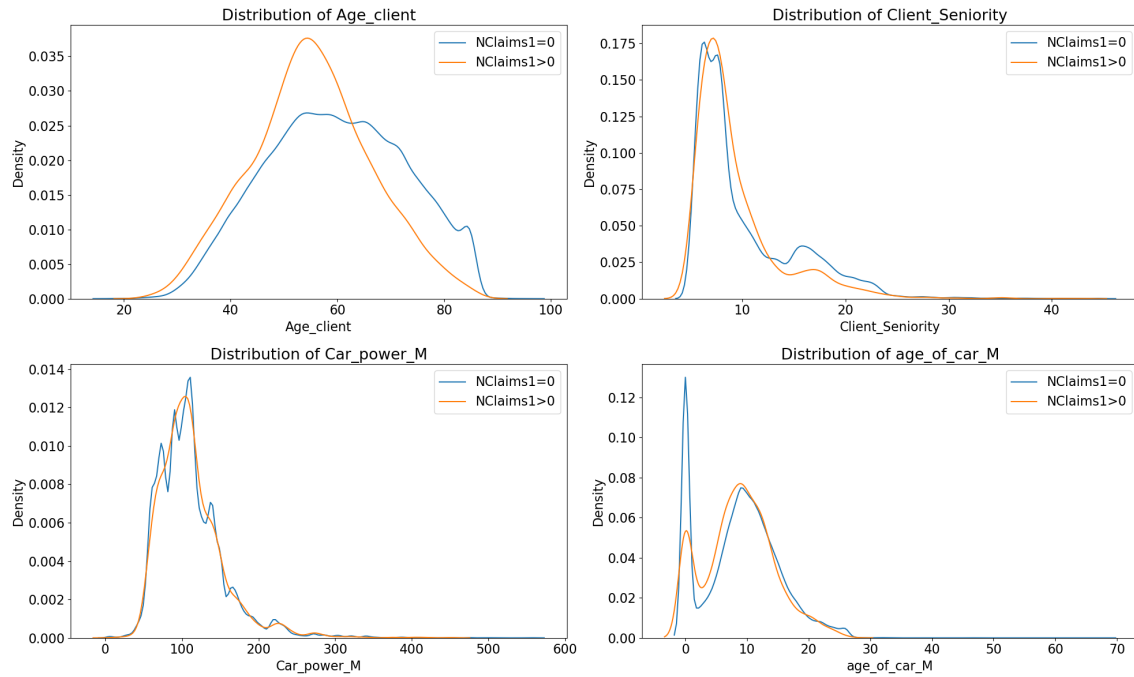 Distribution of Age_client
NClaims1=0
NClaims1>0
0.035
0.030
0.025
0.020
0.015
0.010
0.005
0.000
Density
20 40 60 80 100
Age_client
Distribution of Client_Seniority
NClaims1=0
NClaims1>0
0.175
0.150
0.125
0.100
0.075
0.050
0.025
0.000
Density
10 20 30 40
Client_Seniority
Distribution of Car_power_M
NClaims1=0
NClaims1>0
0.014
0.012
0.010
0.008
0.006
0.004
0.002
0.000
Density
0 100 200 300 400 500 600
Car_power_M
Distribution of age_of_car_M
NClaims1=0
NClaims1>0
0.12
0.10
0.08
0.06
0.04
0.02
0.00
Density
0 10 20 30 40 50 60 70
age_of_car_M